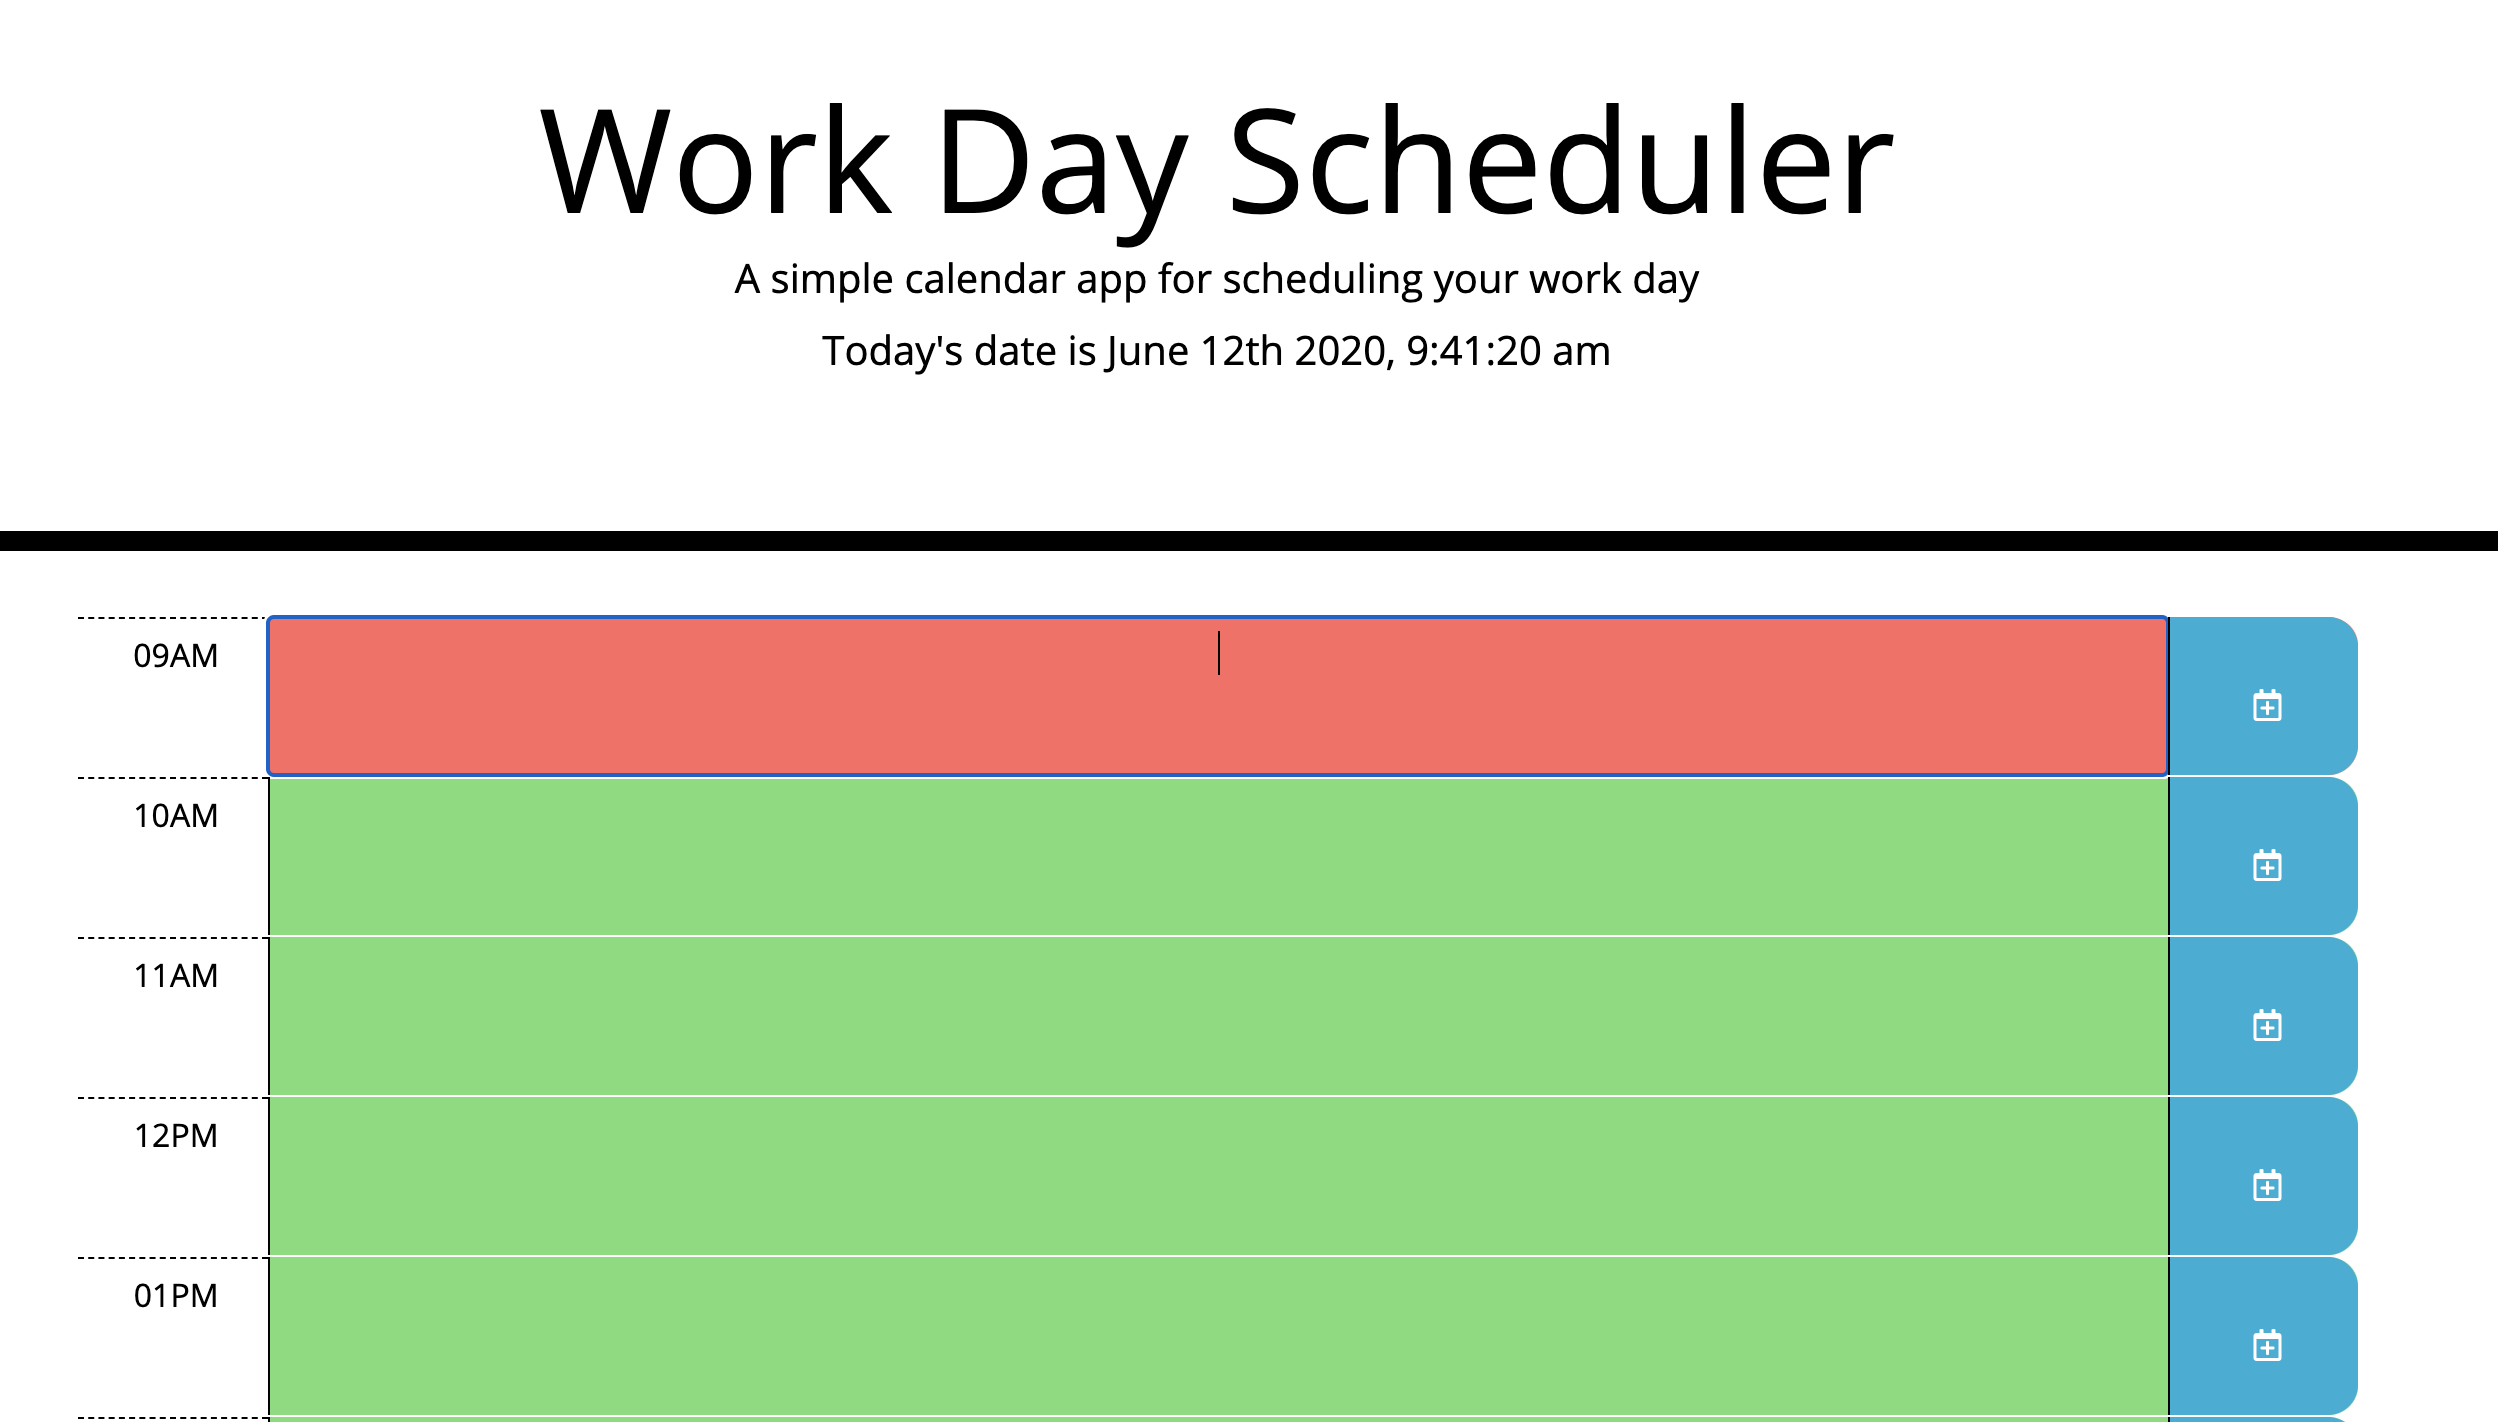 Work Day Scheduler
A simple calendar app for scheduling your work day
Today's date is June 12th 2020, 9:41:20 am
09AM
10AM
11AM
12PM
01PM